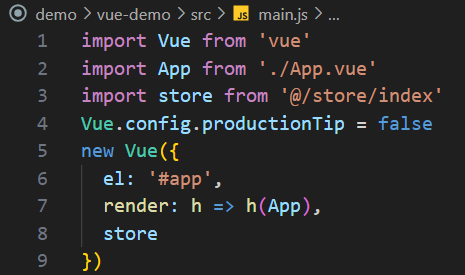 demo > vue-demo > src > JS main.js > ...
1 import Vue from 'vue'
2 import App from './App.vue'
3 import store from '@/store/index'
4 Vue.config.productionTip = false
5 new Vue({
6   el: '#app',
7   render: h => h(App),
8   store
9 })